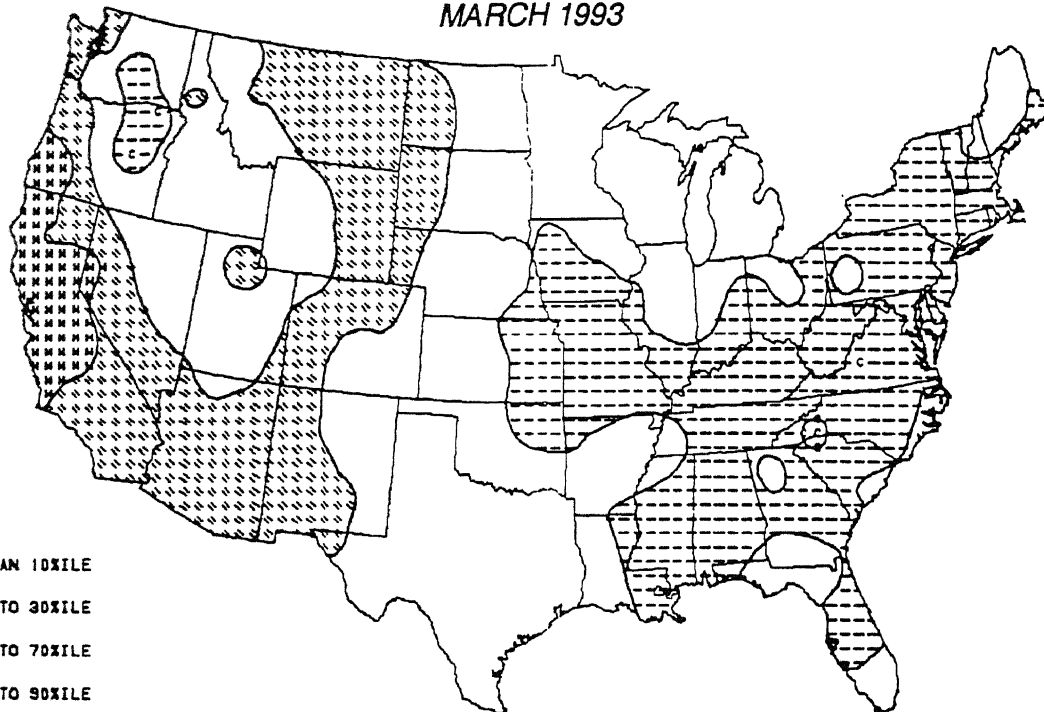 MARCH 1993
C
C
C
AN 10%ILE
TO 30%ILE
TO 70%ILE
TO 90%ILE